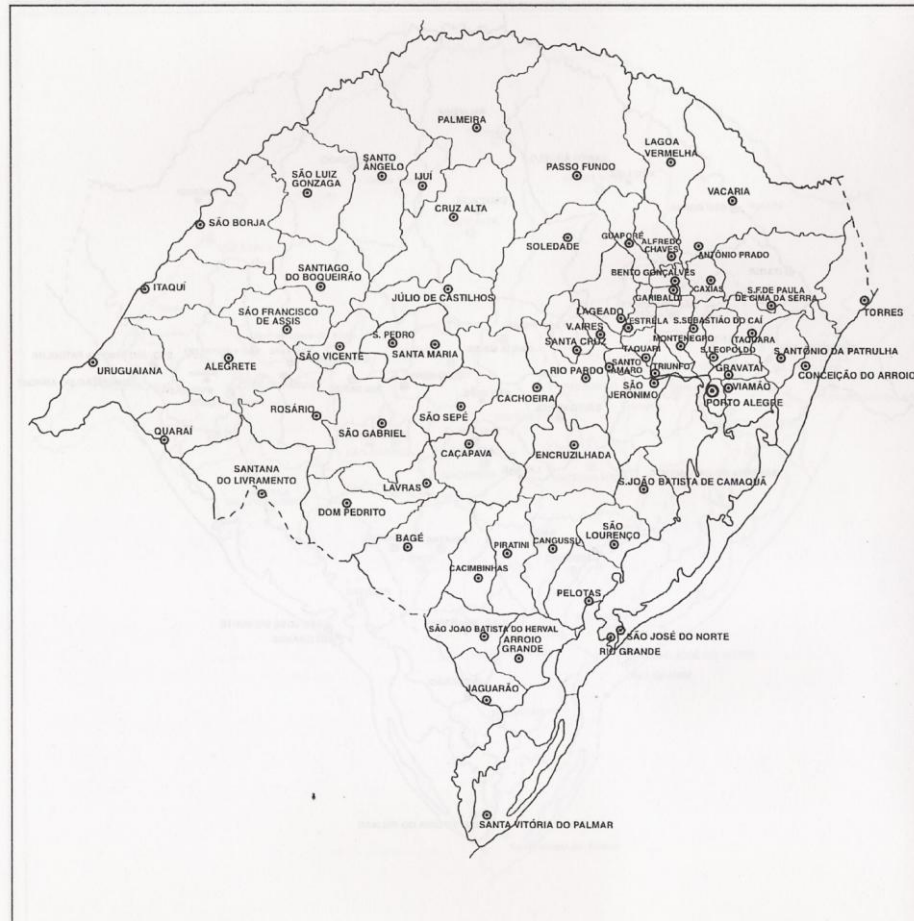 PALMEIRA
LAGOA
VERMELHA
SANTO
ÂNGELO
SÃO LUIZ
GONZAGA
IJUÍ
PASSO FUNDO
VACARIA
CRUZ ALTA
SÃO BORJA
SOLEDADE
GUAPORÉ
ALFREDO
CHAVES
ANTÔNIO PRADO
SANTIAGO
DO BOQUEIRÃO
BENTO GONÇALVES
CAXIAS
GARIBALDI
S.F.DE PAULA
DE CIMA DA SERRA
ITAQUÍ
JÚLIO DE CASTILHOS
TORRES
SÃO FRANCISCO
DE ASSIS
LAGEADO
ESTRELA
S.SEBASTIÃO DO CAÍ
S. PEDRO
V.AIRES
MONTENEGRO
TAQUARA
SANTA CRUZ
SÃO VICENTE
SANTA MARIA
TAQUARI
S.LEOPOLDO
S.ANTÔNIO DA PATRULHA
URUGUAIANA
ALEGRETE
SANTO
AMARO
TRIUNFO
GRAVATAÍ
CONCEIÇÃO DO ARROIO
RIO PARDO
SÃO
JERONIMO
VIAMÃO
PORTO ALEGRE
CACHOEIRA
ROSÁRIO
SÃO SEPÉ
SÃO GABRIEL
QUARAÍ
CAÇAPAVA
ENCRUZILHADA
SANTANA
DO LIVRAMENTO
LAVRAS
S.JOÃO BATISTA DE CAMAQUÃ
DOM PEDRITO
BAGÉ
PIRATINI
CANGUSSU
SÃO
LOURENÇO
CACIMBINHAS
PELOTAS
SÃO JOAO BATISTA DO HERVAL
ARROIO
GRANDE
SÃO JOSÉ DO NORTE
RIO GRANDE
JAGUARÃO
SANTA VITÓRIA DO PALMAR